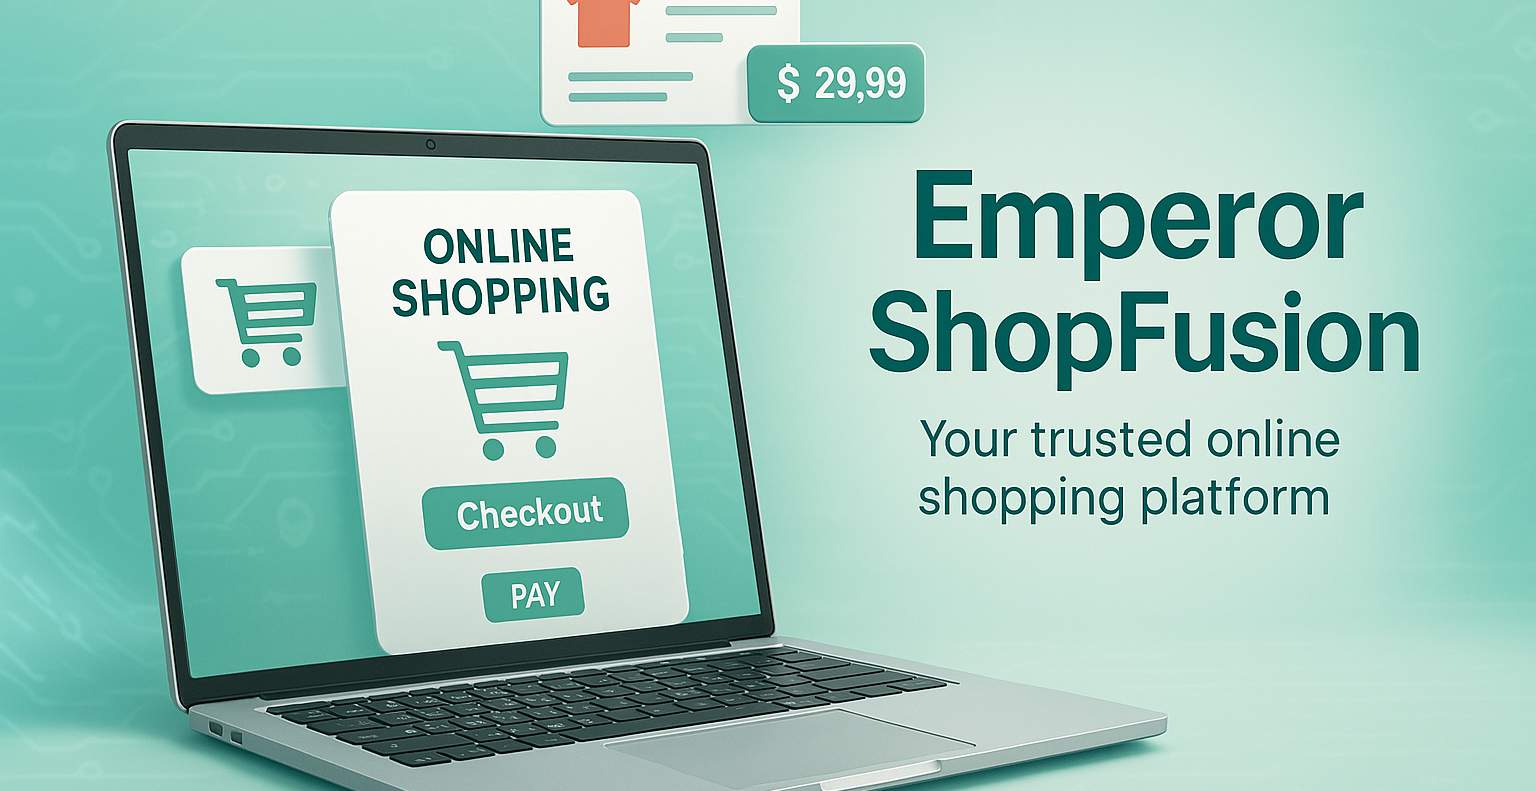 $ 29,99
ONLINE
SHOPPING
Checkout
PAY
Emperor
ShopFusion
Your trusted online
shopping platform